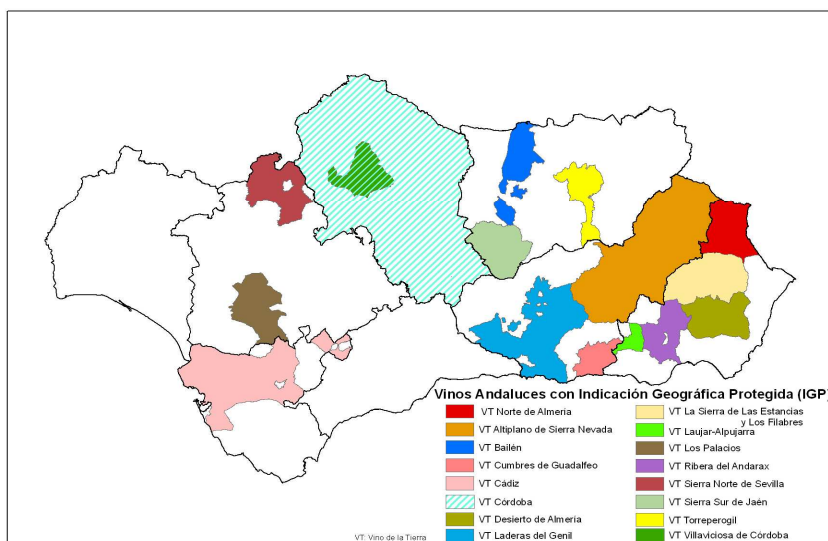 Vinos Andaluces con Indicación Geográfica Protegida (IGP)
VT Norte de Almería
VT Altiplano de Sierra Nevada
VT Bailén
VT Cumbres de Guadalfeo
VT Cádiz
VT Córdoba
VT Desierto de Almería
VT Laderas del Genil
VT La Sierra de Las Estancias
y Los Filabres
VT Laujar-Alpujarra
VT Los Palacios
VT Ribera del Andarax
VT Sierra Norte de Sevilla
VT Sierra Sur de Jaén
VT Torreperogil
VT Villaviciosa de Córdoba
VT: Vino de la Tierra